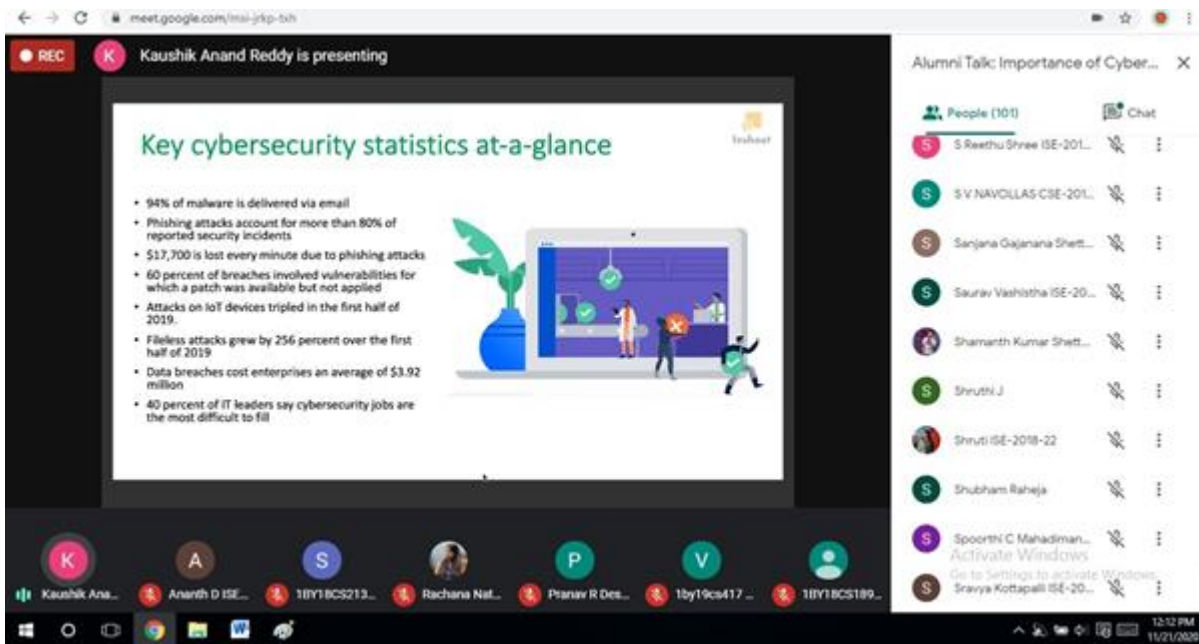 meet.google.com/
REC
K
Kaushik Anand Reddy is presenting
Key cybersecurity statistics at-a-glance
• 94% of malware is delivered via email
• Phishing attacks account for more than 80% of
reported security incidents
• $17,700 is lost every minute due to phishing attacks
• 60 percent of breaches involved vulnerabilities for
which a patch was available but not applied
• Attacks on IoT devices tripled in the first half of
2019.
• Fileless attacks grew by 256 percent over the first
half of 2019
• Data breaches cost enterprises an average of $3.92
million
• 40 percent of IT leaders say cybersecurity jobs are
the most difficult to fill
K
A
S
P
V
Kaushik Ana...
Ananth D ISE...
1BY18CS213...
Rachana Nat...
Pranav R Des...
1by19cs417 ...
1BY18CS189...
Alumni Talk: Importance of Cyber...
People (101)
Chat
S
S Reethu Shree ISE-201...
S
S V NAVOLLAS CSE-201...
S
Sanjana Gajanana Shett...
S
Saurav Vashistha ISE-20...
Shamanth Kumar Shett...
S
Shruthi J
Shruti ISE-2018-22
S
Shubham Raheja
S
Spoorthi C Mahadiman...
Activate Windows
Go to Settings to activate Windows.
S
Sravya Kottapalli ISE-20...
12:12 PM